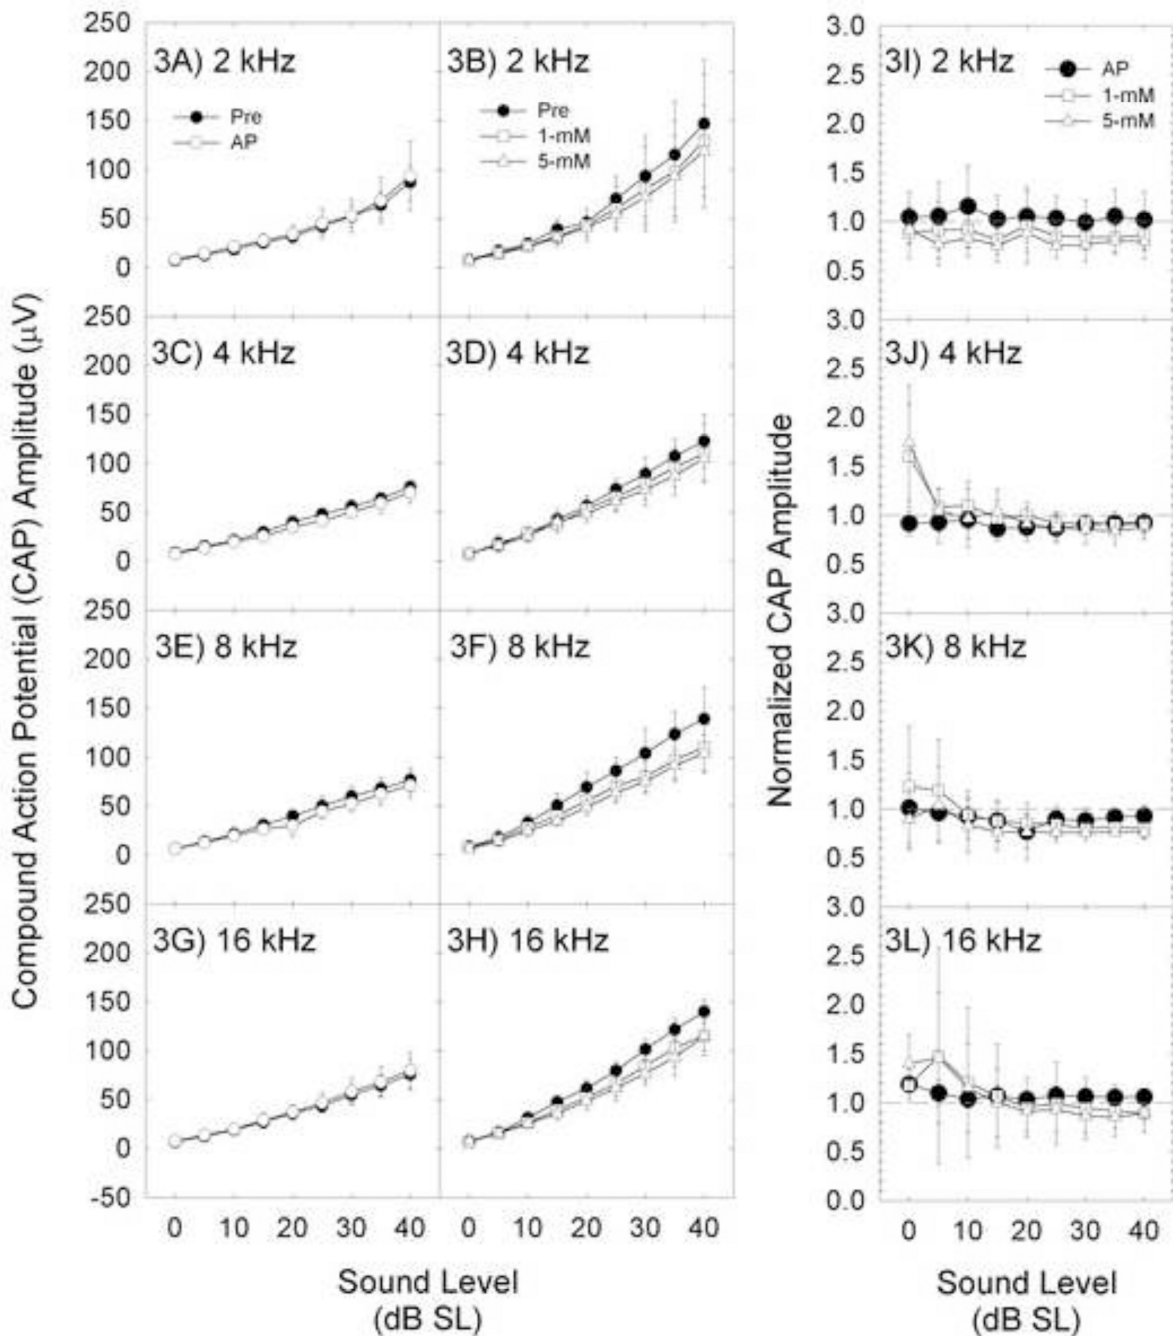 Compound Action Potential (CAP) Amplitude (μV)
250
200
150
100
50
0
250
200
150
100
50
0
250
200
150
100
50
0
250
200
150
100
50
0
-50
3A) 2 kHz
Pre
AP
3B) 2 kHz
Pre
1-mM
5-mM
3C) 4 kHz
3D) 4 kHz
3E) 8 kHz
3F) 8 kHz
3G) 16 kHz
3H) 16 kHz
0 10 20 30 40 0 10 20 30 40
Sound Level
(dB SL)
Normalized CAP Amplitude
3.0
2.5
2.0
1.5
1.0
0.5
3.0
2.5
2.0
1.5
1.0
0.5
3.0
2.5
2.0
1.5
1.0
0.5
3.0
2.5
2.0
1.5
1.0
0.5
0.0
3I) 2 kHz
AP
1-mM
5-mM
3J) 4 kHz
3K) 8 kHz
3L) 16 kHz
0 10 20 30 40
Sound Level
(dB SL)